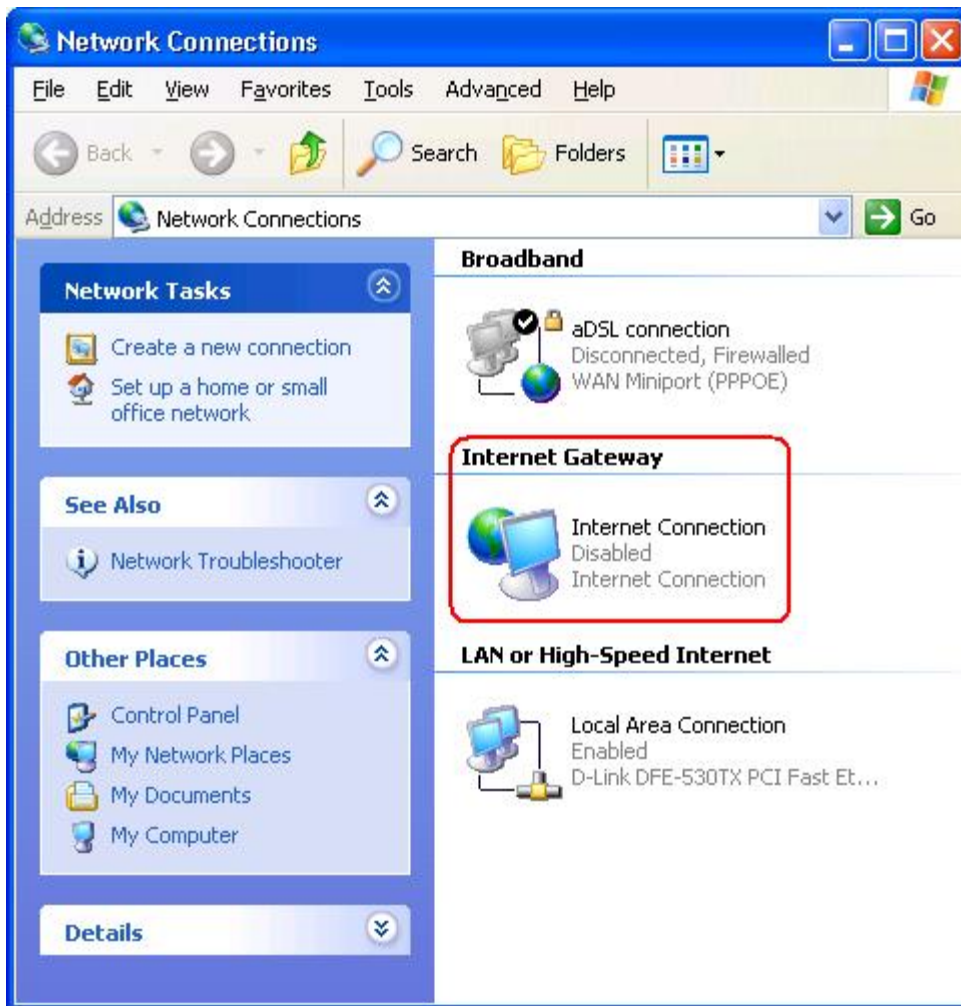 Network Connections
File Edit View Favorites Tools Advanced Help
Back Search Folders
Address Network Connections Go
Network Tasks
Create a new connection
Set up a home or small
office network
See Also
Network Troubleshooter
Other Places
Control Panel
My Network Places
My Documents
My Computer
Details
Broadband
aDSL connection
Disconnected, Firewalled
WAN Miniport (PPPOE)
Internet Gateway
Internet Connection
Disabled
Internet Connection
LAN or High-Speed Internet
Local Area Connection
Enabled
D-Link DFE-530TX PCI Fast Et...